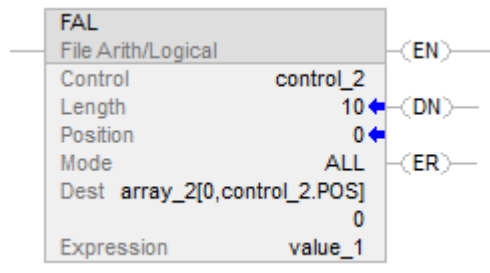 FAL
File Arith/Logical
(EN)
Control control_2
Length 10
(DN)
Position 0
Mode ALL
(ER)
Dest array_2[0,control_2.POS]
0
Expression value_1